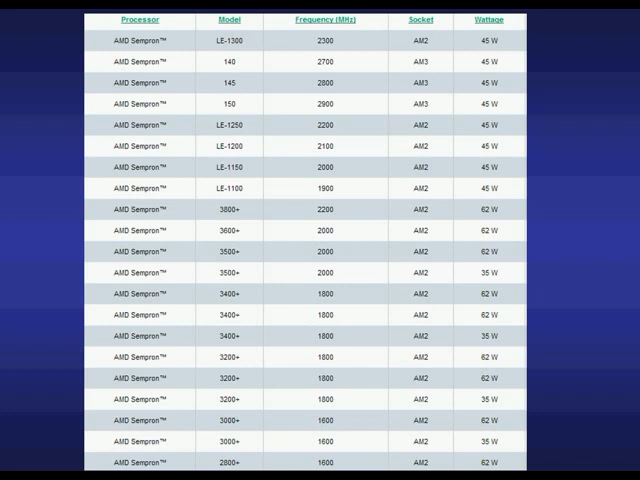 Processor Model Frequency (MHz) Socket Wattage
AMD Sempron™ LE-1300 2300 AM2 45 W
AMD Sempron™ 140 2700 AM3 45 W
AMD Sempron™ 145 2800 AM3 45 W
AMD Sempron™ 150 2900 AM3 45 W
AMD Sempron™ LE-1250 2200 AM2 45 W
AMD Sempron™ LE-1200 2100 AM2 45 W
AMD Sempron™ LE-1150 2000 AM2 45 W
AMD Sempron™ LE-1100 1900 AM2 45 W
AMD Sempron™ 3800+ 2200 AM2 62 W
AMD Sempron™ 3600+ 2000 AM2 62 W
AMD Sempron™ 3500+ 2000 AM2 62 W
AMD Sempron™ 3500+ 2000 AM2 35 W
AMD Sempron™ 3400+ 1800 AM2 62 W
AMD Sempron™ 3400+ 1800 AM2 62 W
AMD Sempron™ 3400+ 1800 AM2 35 W
AMD Sempron™ 3200+ 1800 AM2 62 W
AMD Sempron™ 3200+ 1800 AM2 62 W
AMD Sempron™ 3200+ 1800 AM2 35 W
AMD Sempron™ 3000+ 1600 AM2 62 W
AMD Sempron™ 3000+ 1600 AM2 35 W
AMD Sempron™ 2800+ 1600 AM2 62 W